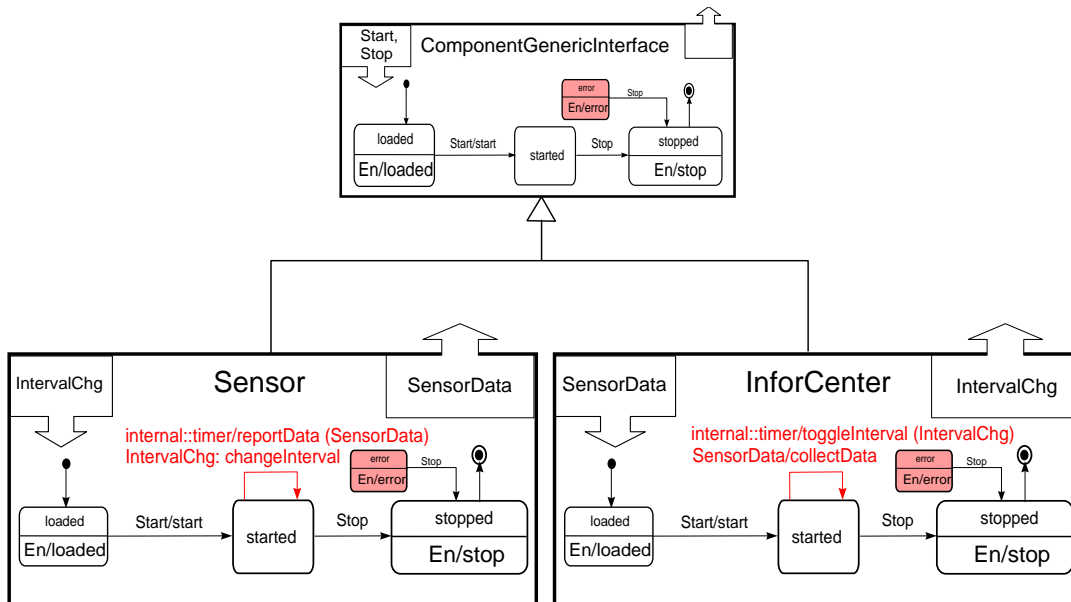 Start,
Stop
ComponentGenericInterface
error
En/error
Stop
loaded
En/loaded
Start/start
started
Stop
stopped
En/stop
IntervalChg
Sensor
SensorData
internal::timer/reportData (SensorData)
IntervalChg: changeInterval
error
En/error
Stop
loaded
En/loaded
Start/start
started
Stop
stopped
En/stop
SensorData
InforCenter
IntervalChg
internal::timer/toggleInterval (IntervalChg)
SensorData/collectData
error
En/error
Stop
loaded
En/loaded
Start/start
started
Stop
stopped
En/stop